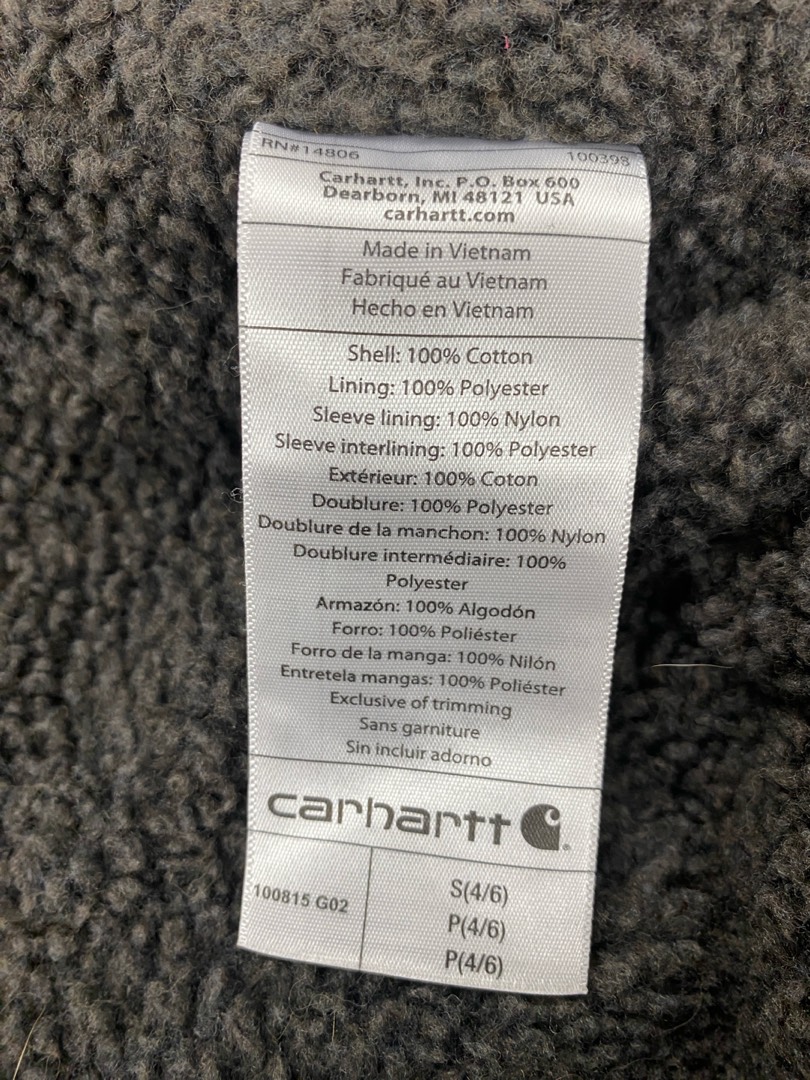 RN#14806 100393
Carhartt, Inc. P.O. Box 600
Dearborn, MI 48121 USA
carhartt.com
Made in Vietnam
Fabriqué au Vietnam
Hecho en Vietnam
Shell: 100% Cotton
Lining: 100% Polyester
Sleeve lining: 100% Nylon
Sleeve interlining: 100% Polyester
Extérieur: 100% Coton
Doublure: 100% Polyester
Doublure de la manchon: 100% Nylon
Doublure intermédiaire: 100%
Polyester
Armazón: 100% Algodón
Forro: 100% Poliéster
Forro de la manga: 100% Nilón
Entretela mangas: 100% Poliéster
Exclusive of trimming
Sans garniture
Sin incluir adorno
carhartt
100815 G02
S(4/6)
P(4/6)
P(4/6)